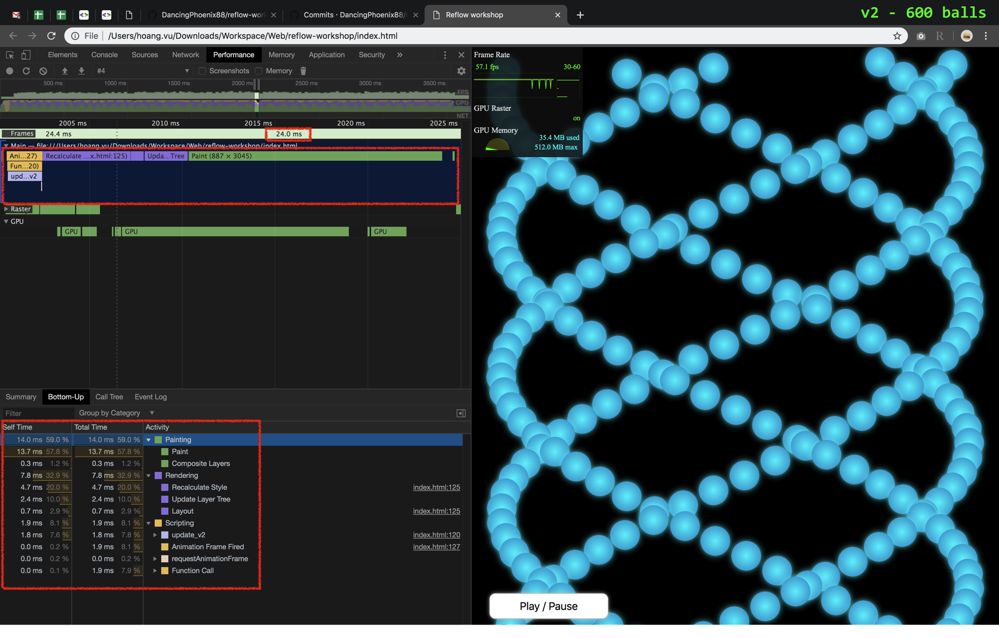 DancingPhoenix88/reflow-wor
Commits · DancingPhoenix88/
Reflow workshop
v2 - 600 balls
File /Users/hoang.vu/Downloads/Workspace/Web/reflow-workshop/index.html
Elements Console Sources Network Performance Memory Application Security »
#4 Screenshots Memory
500 ms 1000 ms 1500 ms 2000 ms 2500 ms 3000 ms 3500 ms
FPS
CPU
NET
2005 ms 2010 ms 2015 ms 2020 ms 2025 ms
Frames 24.4 ms 24.0 ms
Main — file:///Users/hoang.vu/Downloads/Workspace/Web/reflow-workshop/index.html
Ani...27) Recalculate ...x.html:125) Upda...Tree Paint (887 × 3045)
Fun...20)
upd...v2
Raster
GPU
GPU GPU GPU
Summary Bottom-Up Call Tree Event Log
Filter Group by Category
Self Time Total Time Activity
14.0 ms 59.0 % 14.0 ms 59.0 % Painting
13.7 ms 57.8 % 13.7 ms 57.8 % Paint
0.3 ms 1.2 % 0.3 ms 1.2 % Composite Layers
7.8 ms 32.9 % 7.8 ms 32.9 % Rendering
4.7 ms 20.0 % 4.7 ms 20.0 % Recalculate Style index.html:125
2.4 ms 10.0 % 2.4 ms 10.0 % Update Layer Tree
0.7 ms 2.9 % 0.7 ms 2.9 % Layout index.html:125
1.9 ms 8.1 % 1.9 ms 8.1 % Scripting
1.8 ms 7.6 % 1.8 ms 7.8 % update_v2 index.html:120
0.0 ms 0.2 % 1.9 ms 8.1 % Animation Frame Fired index.html:127
0.0 ms 0.2 % 0.0 ms 0.2 % requestAnimationFrame
0.0 ms 0.1 % 1.9 ms 7.9 % Function Call
Frame Rate
57.1 fps 30-60
GPU Raster
on
GPU Memory
35.4 MB used
512.0 MB max
Play / Pause